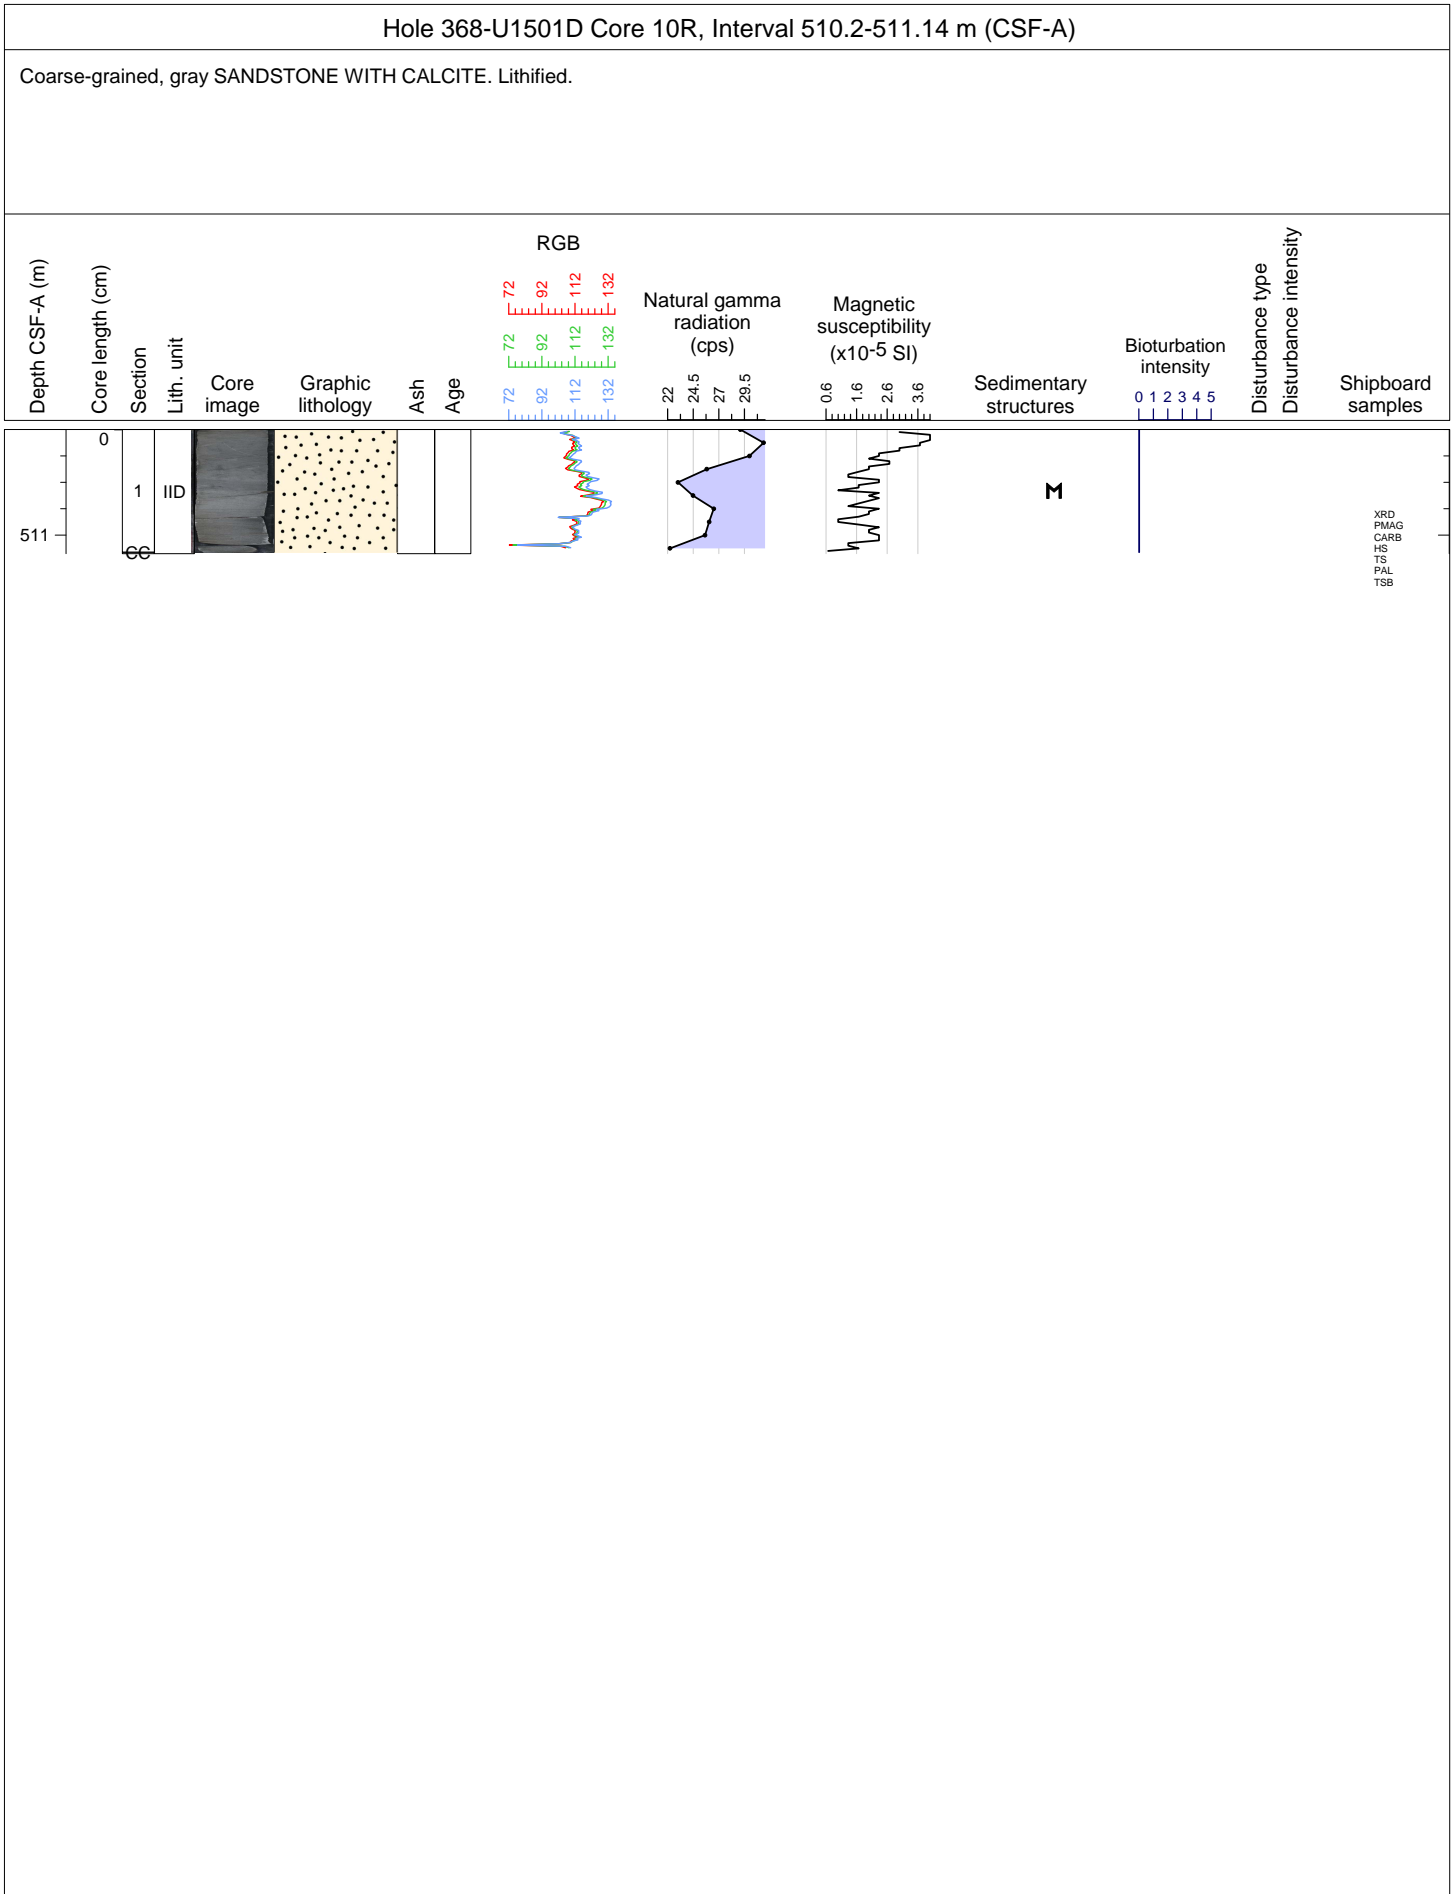 Hole 368-U1501D Core 10R, Interval 510.2-511.14 m (CSF-A)
Coarse-grained, gray SANDSTONE WITH CALCITE. Lithified.
Depth CSF-A (m)
Core length (cm)
Section
Lith. unit
Core
image
Graphic
lithology
Ash
Age
RGB
72 92 112 132
72 92 112 132
72 92 112 132
Natural gamma
radiation
(cps)
22 24.5 27 29.5
Magnetic
susceptibility
(x10-5 SI)
0.6 1.6 2.6 3.6
Sedimentary
structures
Bioturbation
intensity
0 1 2 3 4 5
Disturbance type
Disturbance intensity
Shipboard
samples
0
1 IID
M
511
CC
XRD
PMAG
CARB
HS
TS
PAL
TSB